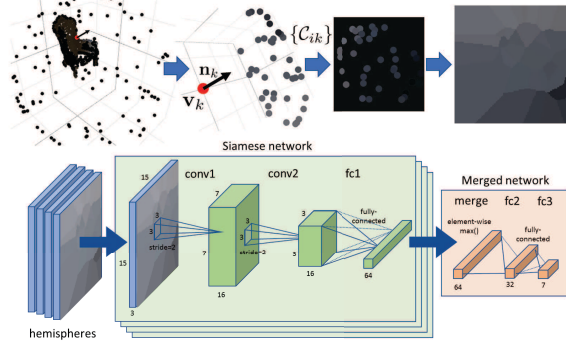 {C_ik}
n_k
v_k
Siamese network
15
conv1
7
conv2
fc1
3
3
stride=2
15
3
7
16
3
3
stride=2
3
3
16
fully-
connected
64
Merged network
merge
fc2
fc3
element-wise
max()
fully-
connected
64
32
7
hemispheres